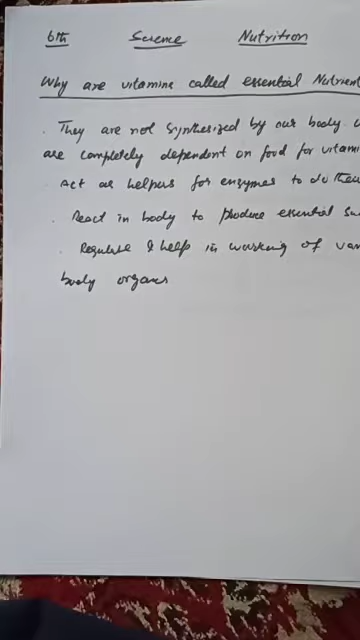 6th Science Nutrition
Why are vitamins called essential Nutrient
. They are not synthesized by our body.
are completely dependent on food for vitami
. Act as helpers for enzymes to do
. React in body to produce essential
. Regulate & help in working of var
body organs